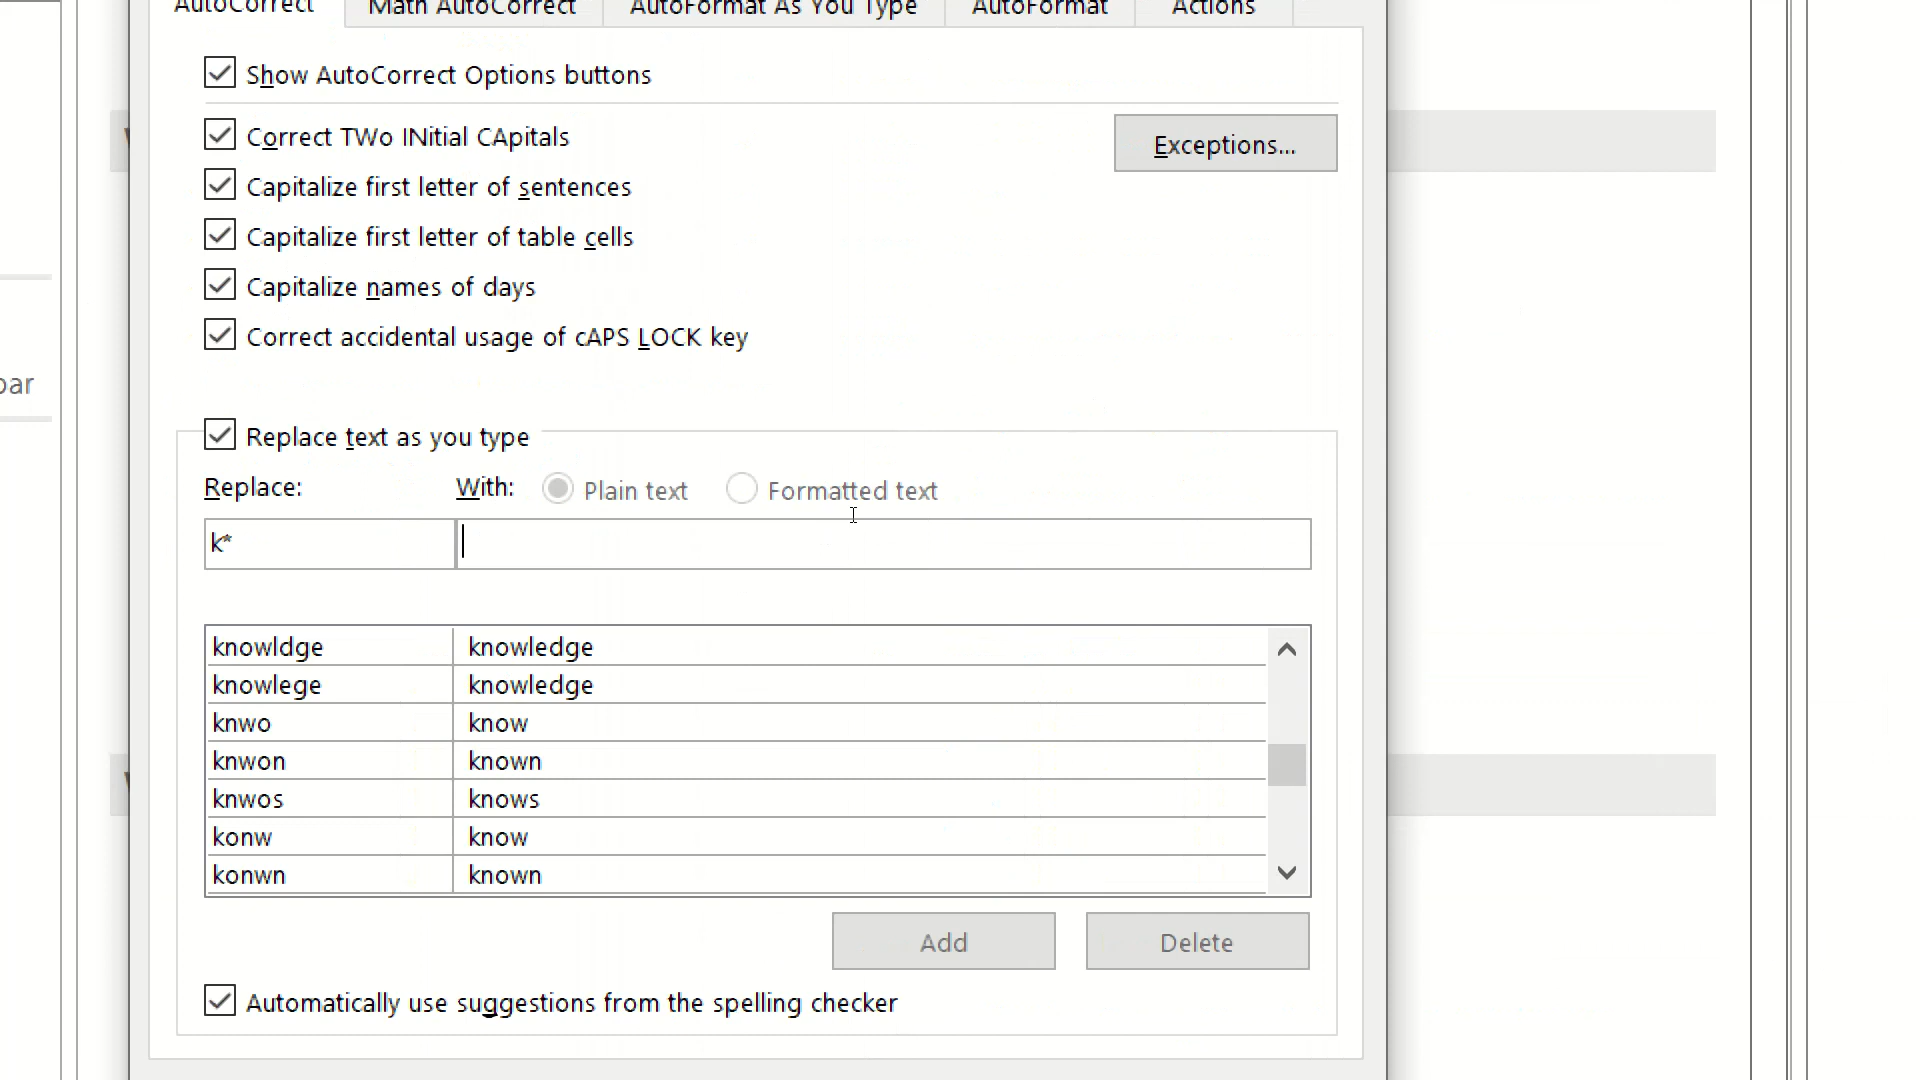 AutoCorrect Math AutoCorrect AutoFormat As You Type AutoFormat Actions
Show AutoCorrect Options buttons
Correct TWo INitial CApitals
Exceptions...
Capitalize first letter of sentences
Capitalize first letter of table cells
Capitalize names of days
Correct accidental usage of cAPS LOCK key
bar
Replace text as you type
Replace: With: Plain text Formatted text
k*
knowldge knowledge
knowlege knowledge
knwo know
knwon known
knwos knows
konw know
konwn known
Add Delete
Automatically use suggestions from the spelling checker